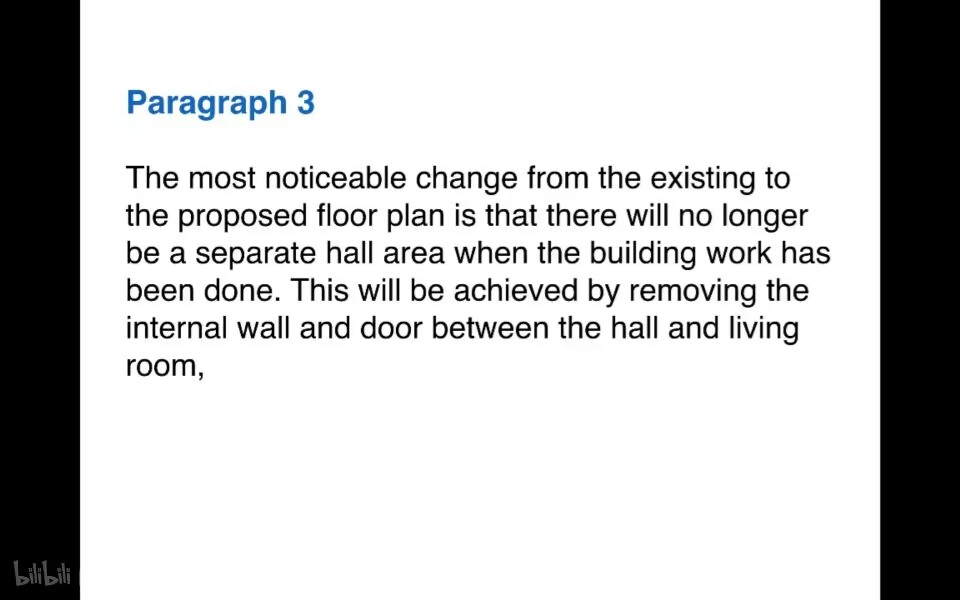 Paragraph 3
The most noticeable change from the existing to
the proposed floor plan is that there will no longer
be a separate hall area when the building work has
been done. This will be achieved by removing the
internal wall and door between the hall and living
room,
bilibili